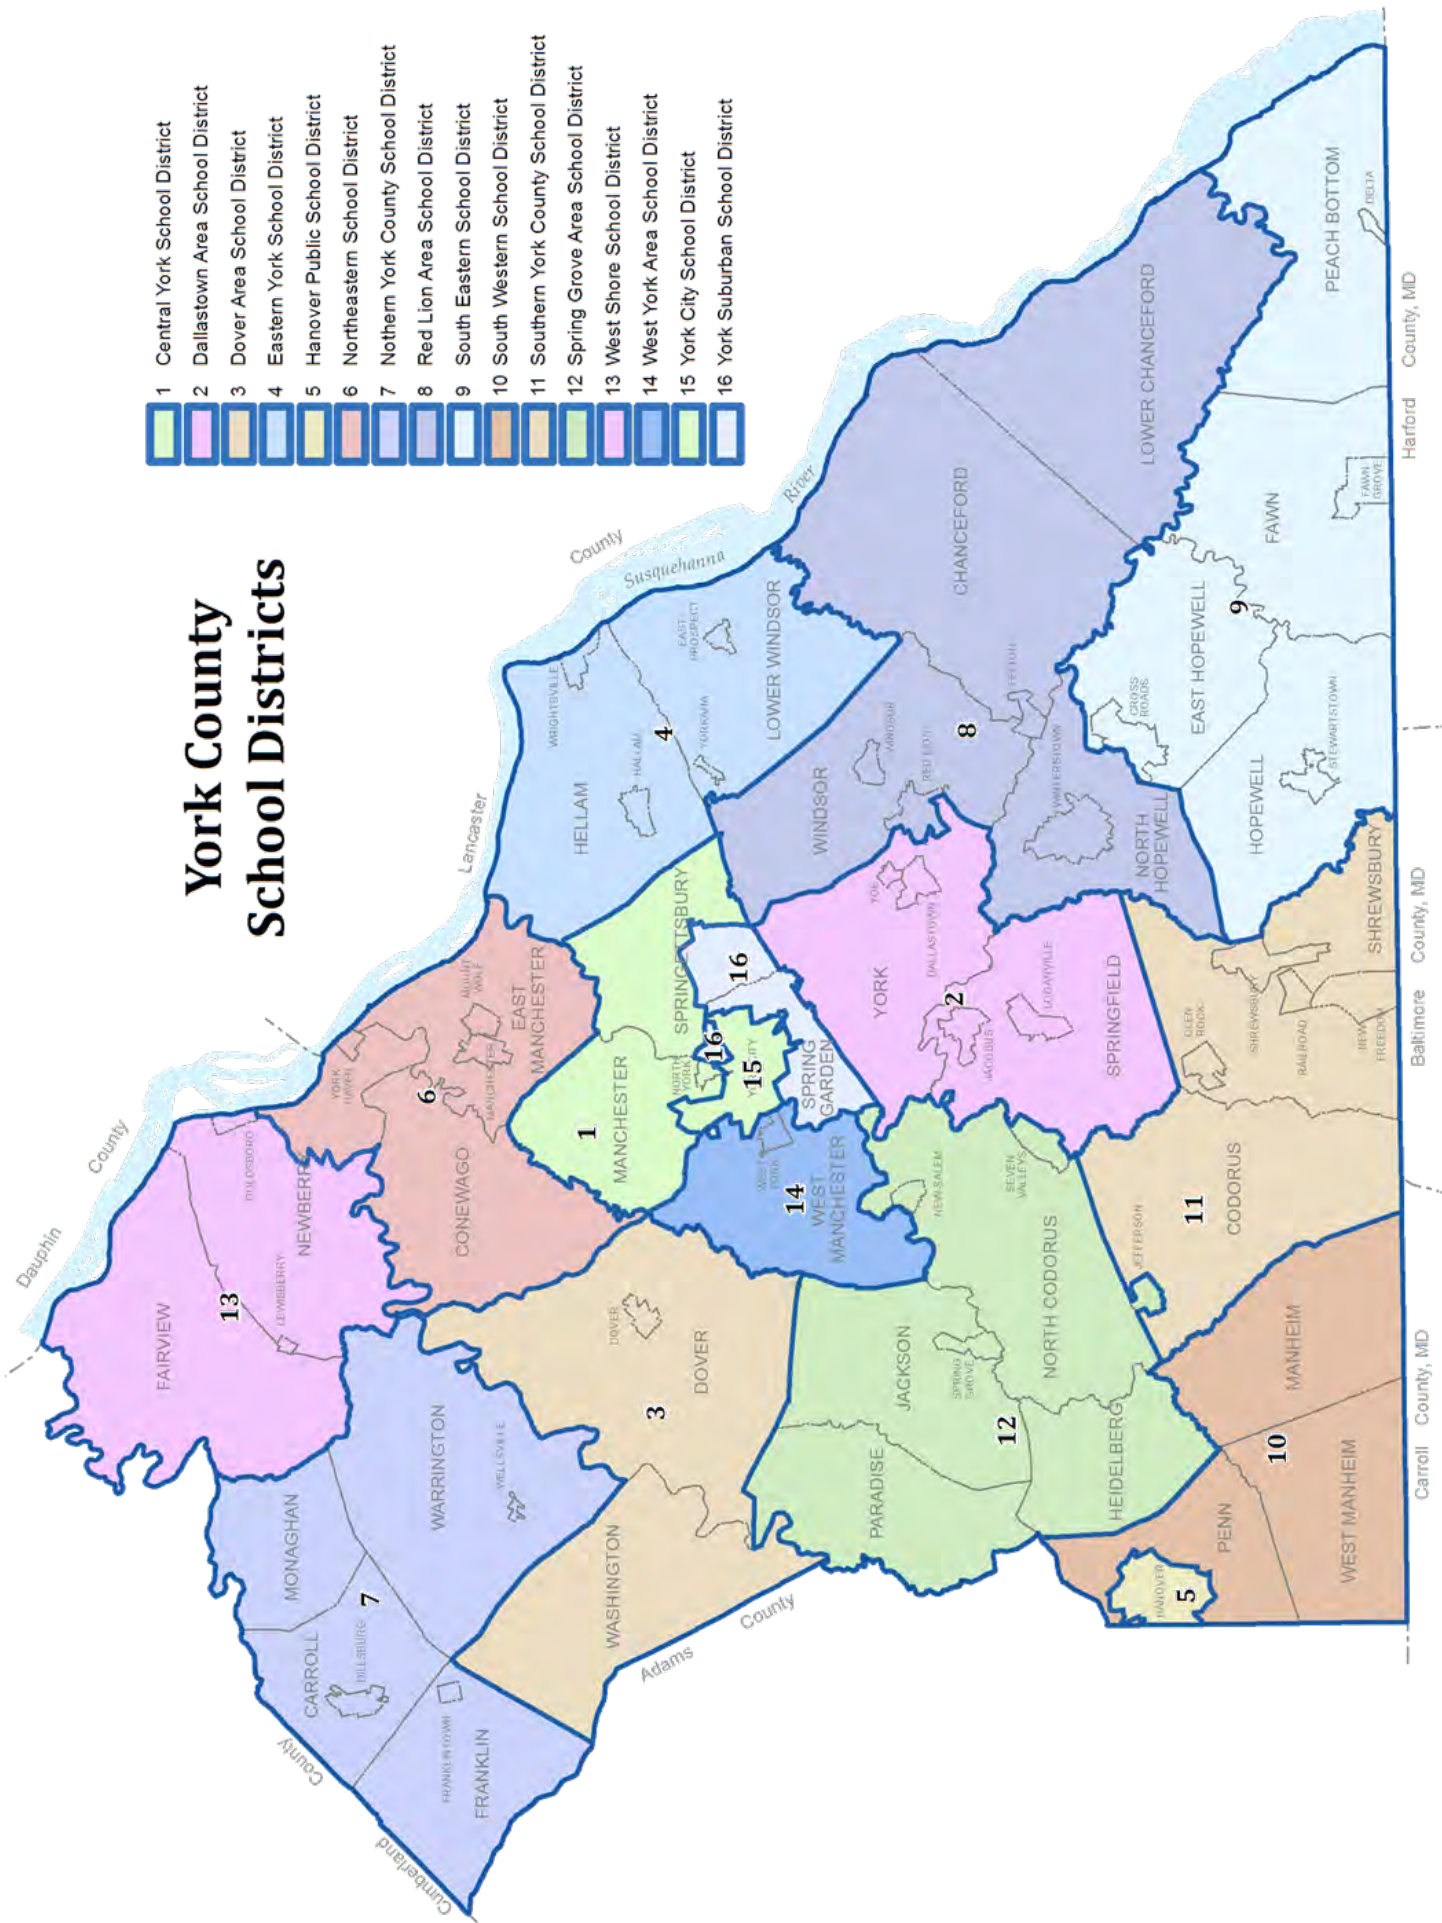 York County
School Districts
1 Central York School District
2 Dallastown Area School District
3 Dover Area School District
4 Eastern York School District
5 Hanover Public School District
6 Northeastern School District
7 Nothern York County School District
8 Red Lion Area School District
9 South Eastern School District
10 South Western School District
11 Southern York County School District
12 Spring Grove Area School District
13 West Shore School District
14 West York Area School District
15 York City School District
16 York Suburban School District
Cumberland
County
Dauphin
County
Lancaster
County
Susquehanna
River
Adams
County
Carroll County, MD
Baltimore County, MD
Harford County, MD
FAIRVIEW
13
LEWISBERRY
NEWBERRY
GOLDSBORO
MONAGHAN
CARROLL
DILLSBURG
7
WARRINGTON
WELLSVILLE
FRANKLINTOWN
FRANKLIN
WASHINGTON
3
DOVER
DOVER
YORK
HAVEN
6
CONEWAGO
MANCHESTER
MOUNT
WOLF
EAST
MANCHESTER
1
MANCHESTER
NORTH
YORK
SPRINGETTSBURY
16
16
15
SPRING
GARDEN
14
WEST
YORK
WEST
MANCHESTER
HELLAM
HALLAM
WRIGHTSVILLE
4
YORKANA
EAST
PROSPECT
LOWER WINDSOR
WINDSOR
WINDSOR
RED LION
8
FELTON
WINTERSTOWN
NORTH
HOPEWELL
CHANCEFORD
LOWER CHANCEFORD
YORK
YOE
DALLASTOWN
2
JACOBUS
LOGANVILLE
SPRINGFIELD
PARADISE
JACKSON
SPRING
GROVE
12
NEW SALEM
SEVEN
VALLEYS
NORTH CODORUS
HEIDELBERG
JEFFERSON
11
CODORUS
GLEN
ROCK
SHREWSBURY
RAILROAD
NEW
FREEDOM
SHREWSBURY
CROSS
ROADS
EAST HOPEWELL
9
HOPEWELL
STEWARTSTOWN
FAWN
FAWN
GROVE
PEACH BOTTOM
DELTA
HANOVER
5
PENN
10
MANHEIM
WEST MANHEIM